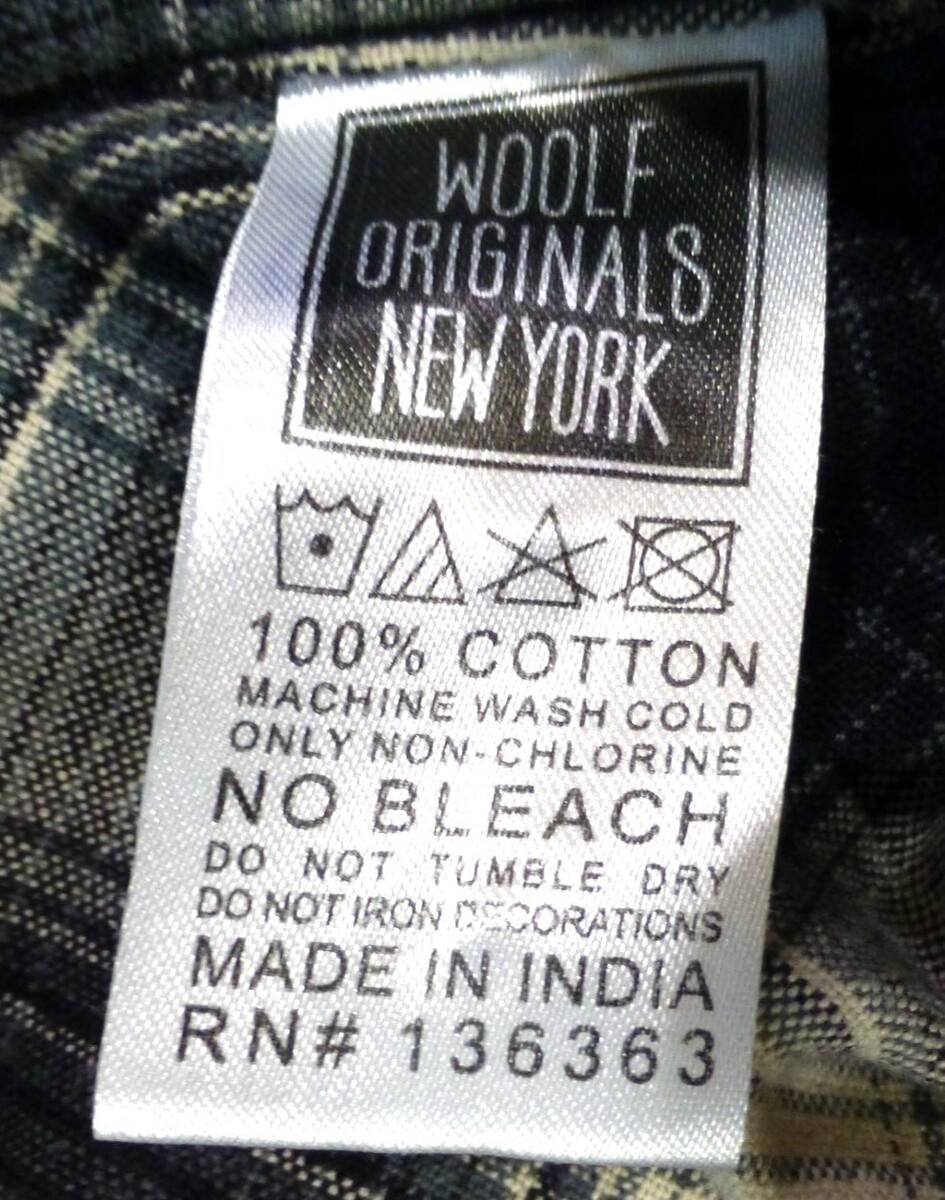 WOOLF
ORIGINALS
NEW YORK
100% COTTON
MACHINE WASH COLD
ONLY NON-CHLORINE
NO BLEACH
DO NOT TUMBLE DRY
DO NOT IRON DECORATIONS
MADE IN INDIA
RN# 136363